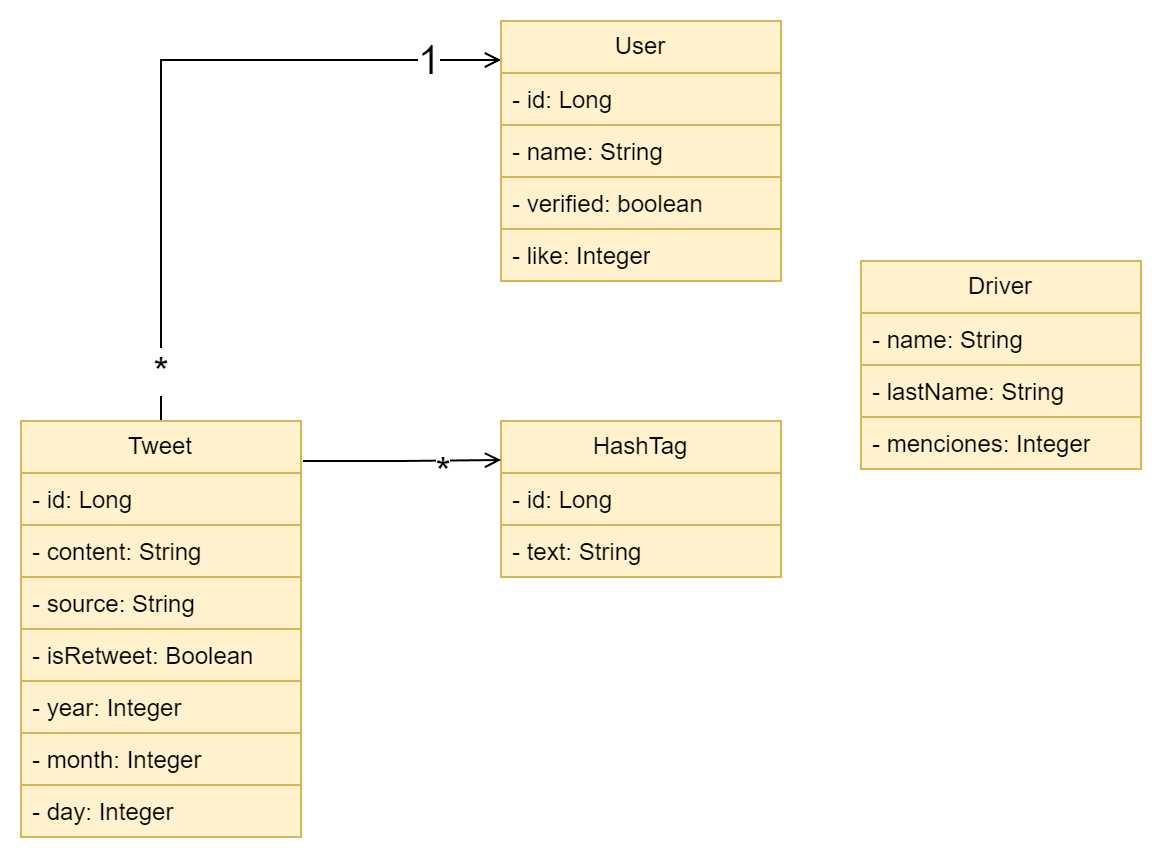 1
User
- id: Long
- name: String
- verified: boolean
- like: Integer
Driver
- name: String
- lastName: String
- menciones: Integer
*
Tweet
- id: Long
- content: String
- source: String
- isRetweet: Boolean
- year: Integer
- month: Integer
- day: Integer
*
HashTag
- id: Long
- text: String